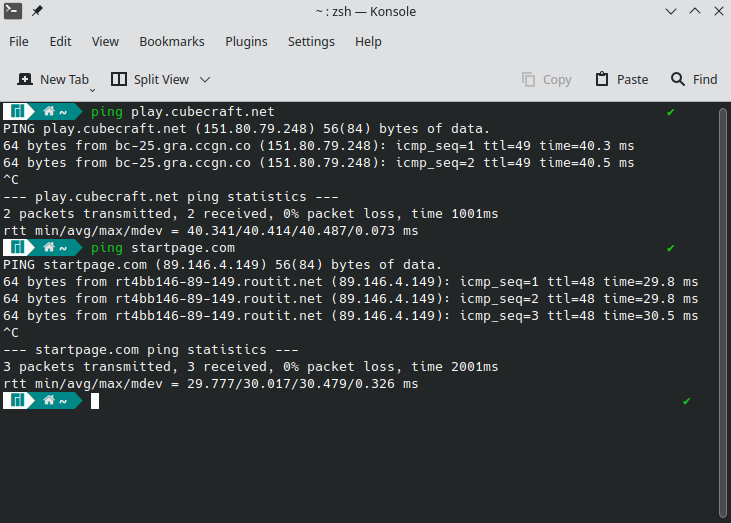 ~ : zsh — Konsole
File Edit View Bookmarks Plugins Settings Help
New Tab Split View Copy Paste Find
~ ping play.cubecraft.net ✔
PING play.cubecraft.net (151.80.79.248) 56(84) bytes of data.
64 bytes from bc-25.gra.ccgn.co (151.80.79.248): icmp_seq=1 ttl=49 time=40.3 ms
64 bytes from bc-25.gra.ccgn.co (151.80.79.248): icmp_seq=2 ttl=49 time=40.5 ms
^C
--- play.cubecraft.net ping statistics ---
2 packets transmitted, 2 received, 0% packet loss, time 1001ms
rtt min/avg/max/mdev = 40.341/40.414/40.487/0.073 ms
~ ping startpage.com ✔
PING startpage.com (89.146.4.149) 56(84) bytes of data.
64 bytes from rt4bb146-89-149.routit.net (89.146.4.149): icmp_seq=1 ttl=48 time=29.8 ms
64 bytes from rt4bb146-89-149.routit.net (89.146.4.149): icmp_seq=2 ttl=48 time=29.8 ms
64 bytes from rt4bb146-89-149.routit.net (89.146.4.149): icmp_seq=3 ttl=48 time=30.5 ms
^C
--- startpage.com ping statistics ---
3 packets transmitted, 3 received, 0% packet loss, time 2001ms
rtt min/avg/max/mdev = 29.777/30.017/30.479/0.326 ms
~ ✔